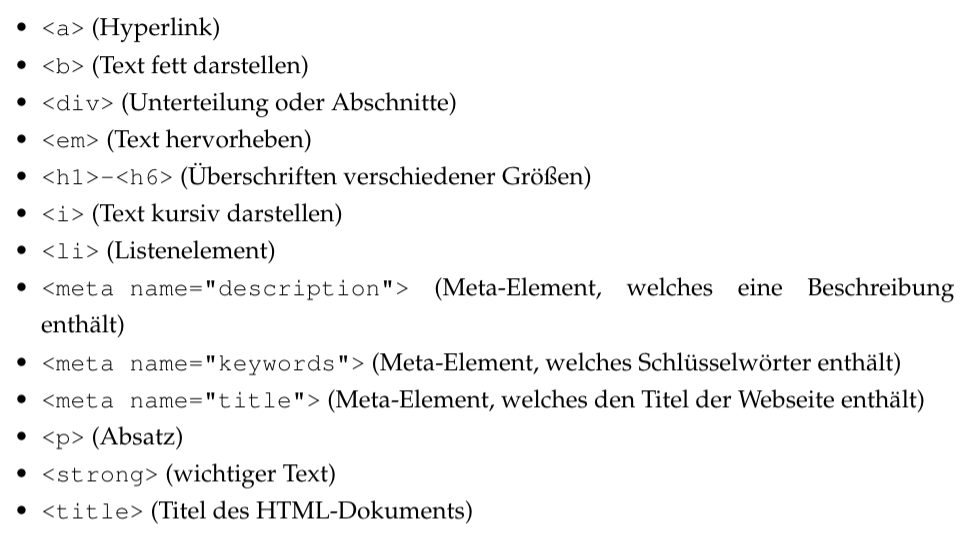 • <a> (Hyperlink)
• <b> (Text fett darstellen)
• <div> (Unterteilung oder Abschnitte)
• <em> (Text hervorheben)
• <h1>–<h6> (Überschriften verschiedener Größen)
• <i> (Text kursiv darstellen)
• <li> (Listenelement)
• <meta name="description"> (Meta-Element, welches eine Beschreibung
enthält)
• <meta name="keywords"> (Meta-Element, welches Schlüsselwörter enthält)
• <meta name="title"> (Meta-Element, welches den Titel der Webseite enthält)
• <p> (Absatz)
• <strong> (wichtiger Text)
• <title> (Titel des HTML-Dokuments)